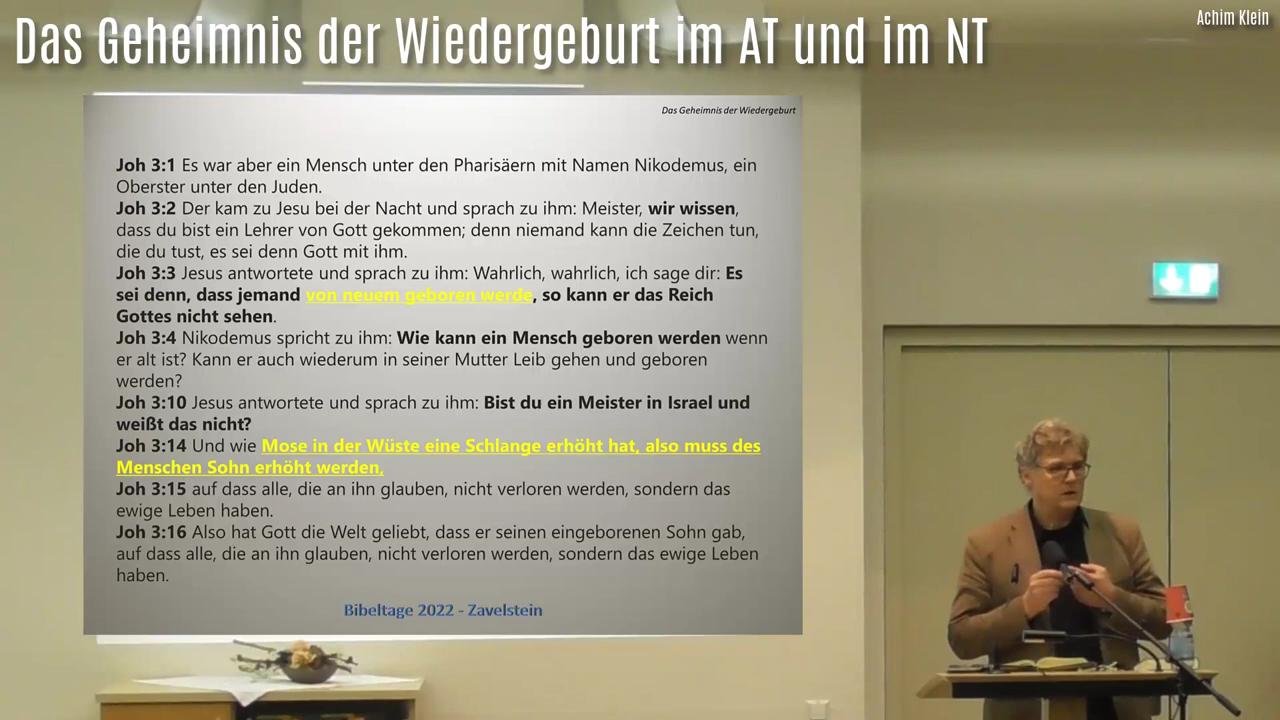 Das Geheimnis der Wiedergeburt im AT und im NT
Achim Klein
Das Geheimnis der Wiedergeburt
Joh 3:1 Es war aber ein Mensch unter den Pharisäern mit Namen Nikodemus, ein
Oberster unter den Juden.
Joh 3:2 Der kam zu Jesu bei der Nacht und sprach zu ihm: Meister, wir wissen,
dass du bist ein Lehrer von Gott gekommen; denn niemand kann die Zeichen tun,
die du tust, es sei denn Gott mit ihm.
Joh 3:3 Jesus antwortete und sprach zu ihm: Wahrlich, wahrlich, ich sage dir: Es
sei denn, dass jemand von neuem geboren werde, so kann er das Reich
Gottes nicht sehen.
Joh 3:4 Nikodemus spricht zu ihm: Wie kann ein Mensch geboren werden wenn
er alt ist? Kann er auch wiederum in seiner Mutter Leib gehen und geboren
werden?
Joh 3:10 Jesus antwortete und sprach zu ihm: Bist du ein Meister in Israel und
weißt das nicht?
Joh 3:14 Und wie Mose in der Wüste eine Schlange erhöht hat, also muss des
Menschen Sohn erhöht werden,
Joh 3:15 auf dass alle, die an ihn glauben, nicht verloren werden, sondern das
ewige Leben haben.
Joh 3:16 Also hat Gott die Welt geliebt, dass er seinen eingeborenen Sohn gab,
auf dass alle, die an ihn glauben, nicht verloren werden, sondern das ewige Leben
haben.
Bibeltage 2022 - Zavelstein